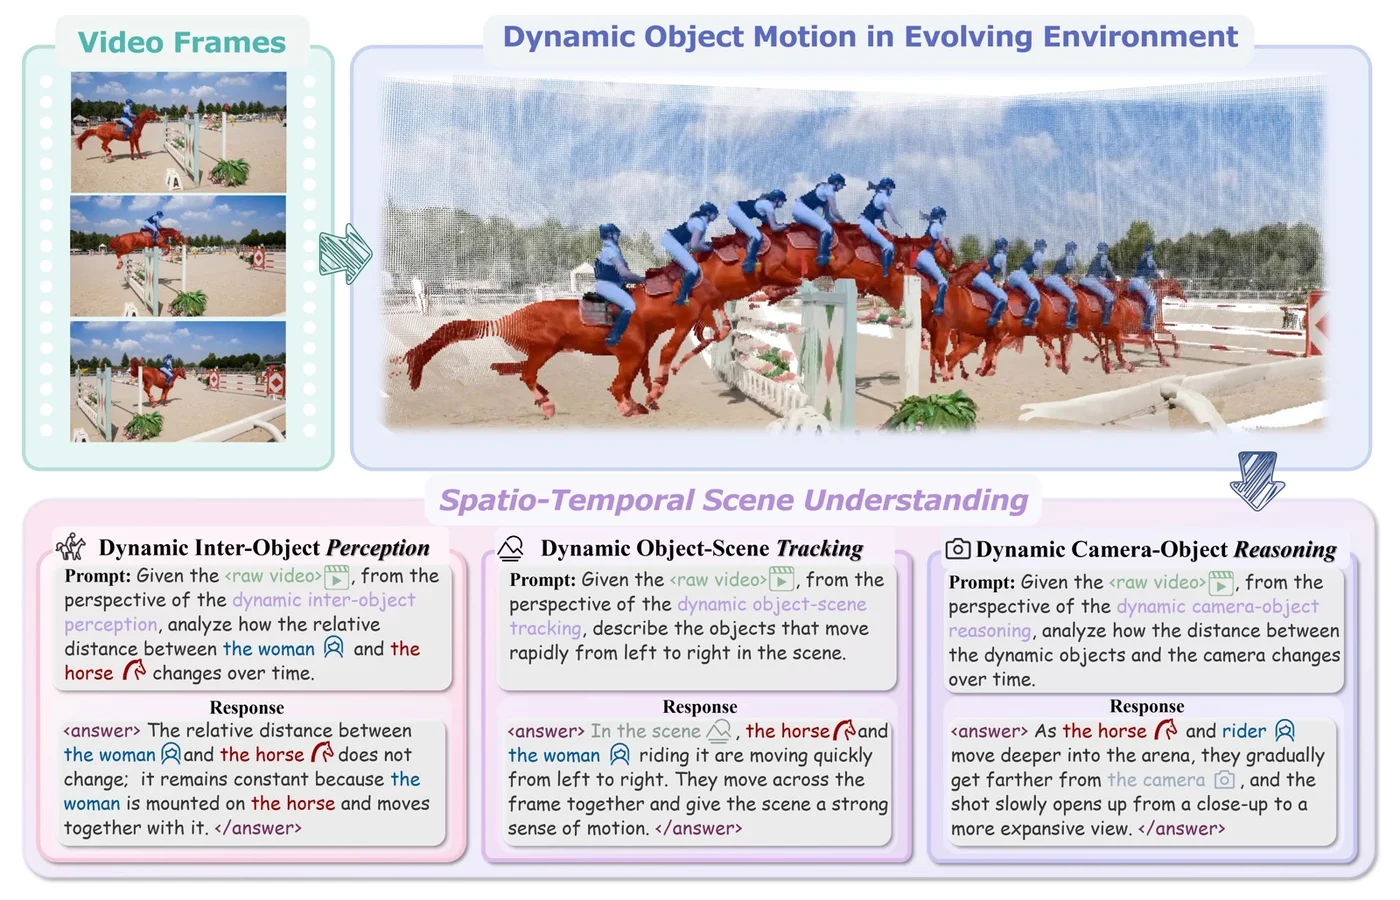 Video Frames
Dynamic Object Motion in Evolving Environment
A
Spatio-Temporal Scene Understanding
Dynamic Inter-Object Perception
Prompt: Given the <raw video>, from the
perspective of the dynamic inter-object
perception, analyze how the relative
distance between the woman and the
horse changes over time.
Response
<answer> The relative distance between
the woman and the horse does not
change; it remains constant because the
woman is mounted on the horse and moves
together with it. </answer>
Dynamic Object-Scene Tracking
Prompt: Given the <raw video>, from the
perspective of the dynamic object-scene
tracking, describe the objects that move
rapidly from left to right in the scene.
Response
<answer> In the scene, the horse and
the woman riding it are moving quickly
from left to right. They move across the
frame together and give the scene a strong
sense of motion. </answer>
Dynamic Camera-Object Reasoning
Prompt: Given the <raw video>, from the
perspective of the dynamic camera-object
reasoning, analyze how the distance between
the dynamic objects and the camera changes
over time.
Response
<answer> As the horse and rider
move deeper into the arena, they gradually
get farther from the camera, and the
shot slowly opens up from a close-up to a
more expansive view. </answer>